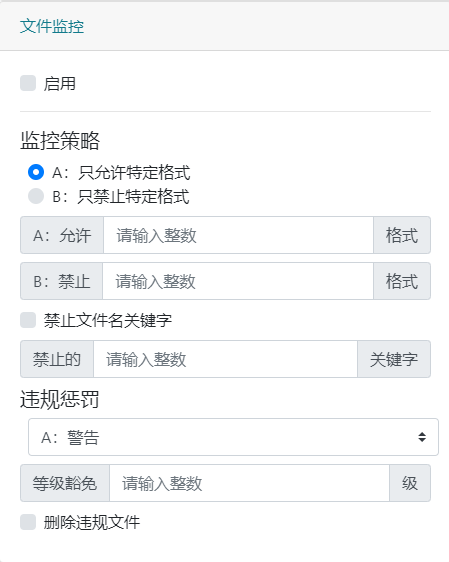 文件监控
启用
监控策略
A：只允许特定格式
B：只禁止特定格式
A：允许 请输入整数 格式
B：禁止 请输入整数 格式
禁止文件名关键字
禁止的 请输入整数 关键字
违规惩罚
A：警告
等级豁免 请输入整数 级
删除违规文件